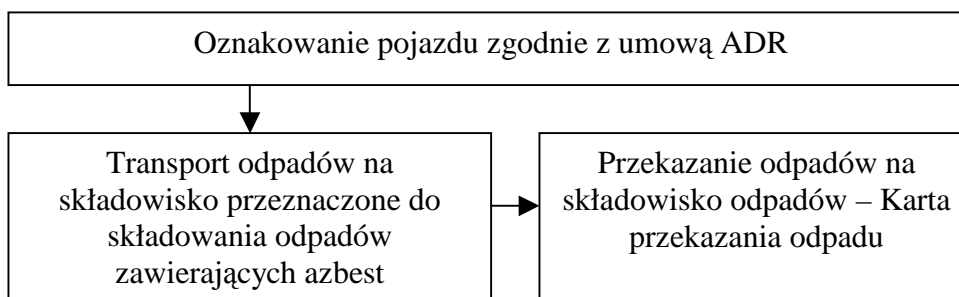 Oznakowanie pojazdu zgodnie z umową ADR
Transport odpadów na
składowisko przeznaczone do
składowania odpadów
zawierających azbest
Przekazanie odpadów na
składowisko odpadów – Karta
przekazania odpadu